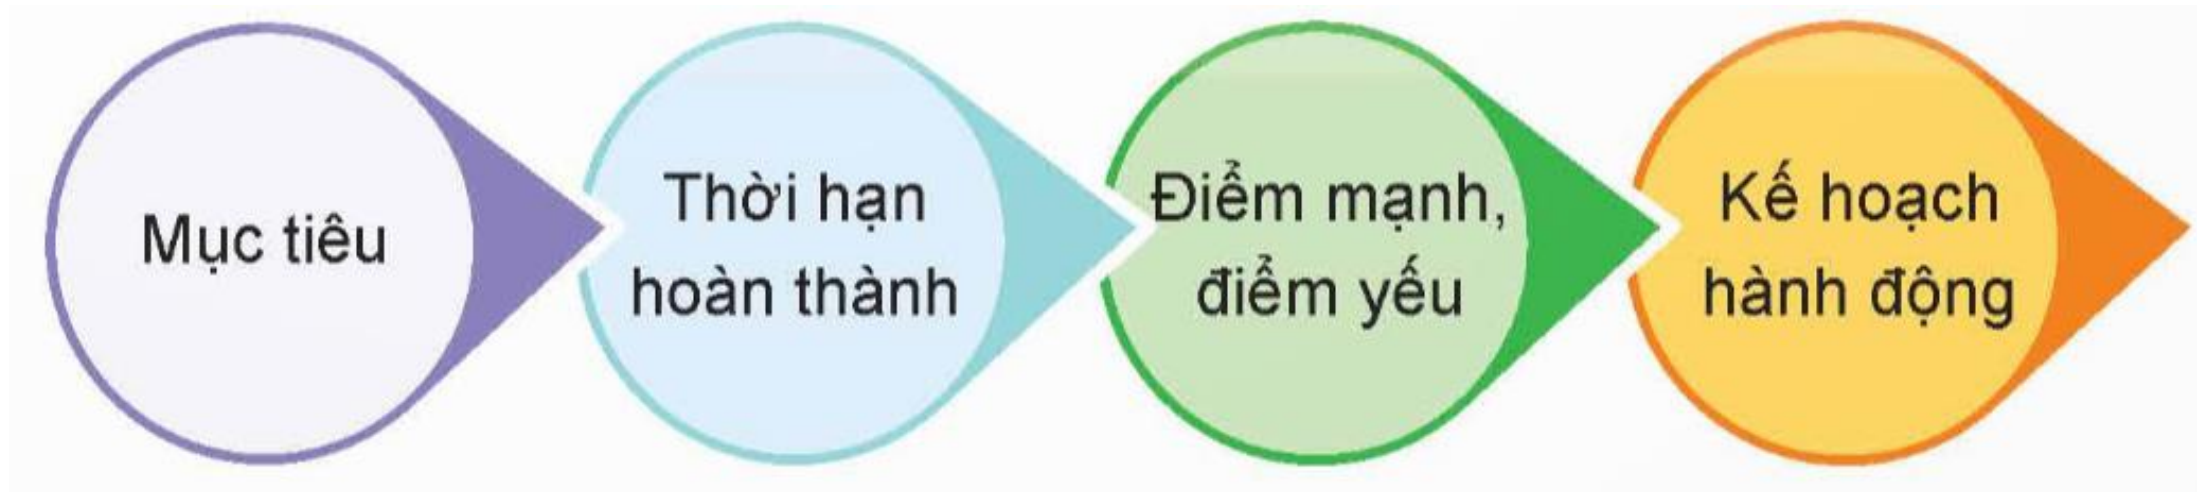 Mục tiêu
Thời hạn
hoàn thành
Điểm mạnh,
điểm yếu
Kế hoạch
hành động